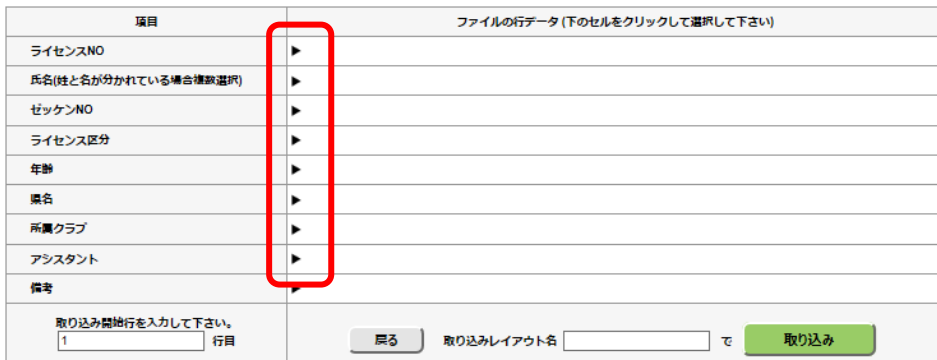 項目 ファイルの行データ (下のセルをクリックして選択して下さい)
ライセンスNO ▶
氏名(姓と名が分かれている場合複数選択) ▶
ゼッケンNO ▶
ライセンス区分 ▶
年齢 ▶
県名 ▶
所属クラブ ▶
アシスタント ▶
備考 ▶
取り込み開始行を入力して下さい。
1 行目 戻る 取り込みレイアウト名 で 取り込み